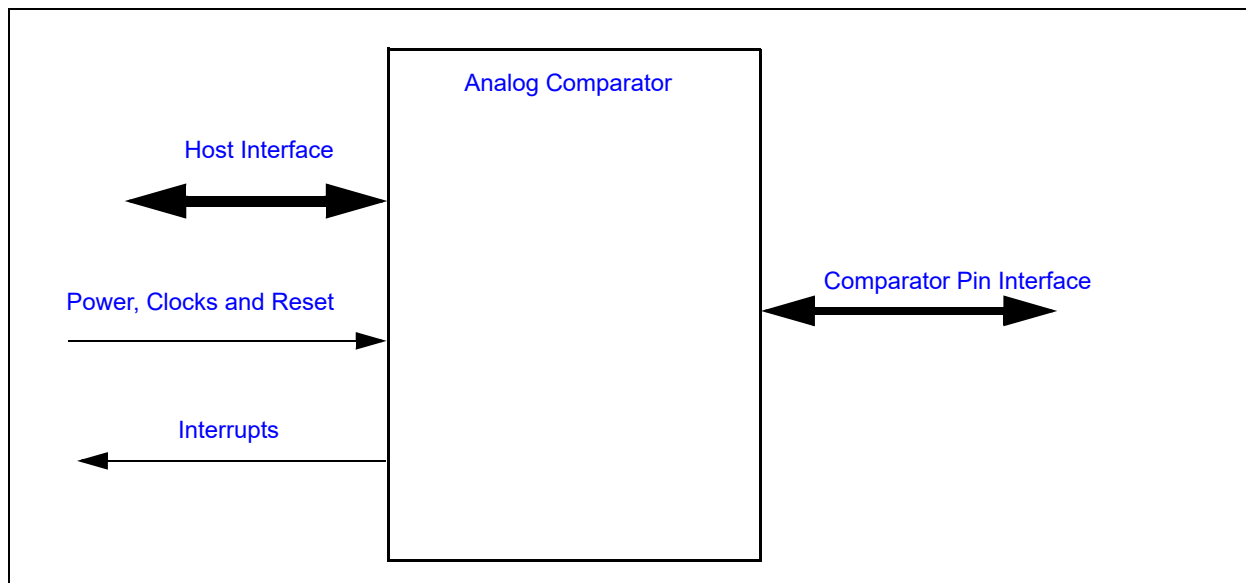 Analog Comparator
Host Interface
Comparator Pin Interface
Power, Clocks and Reset
Interrupts